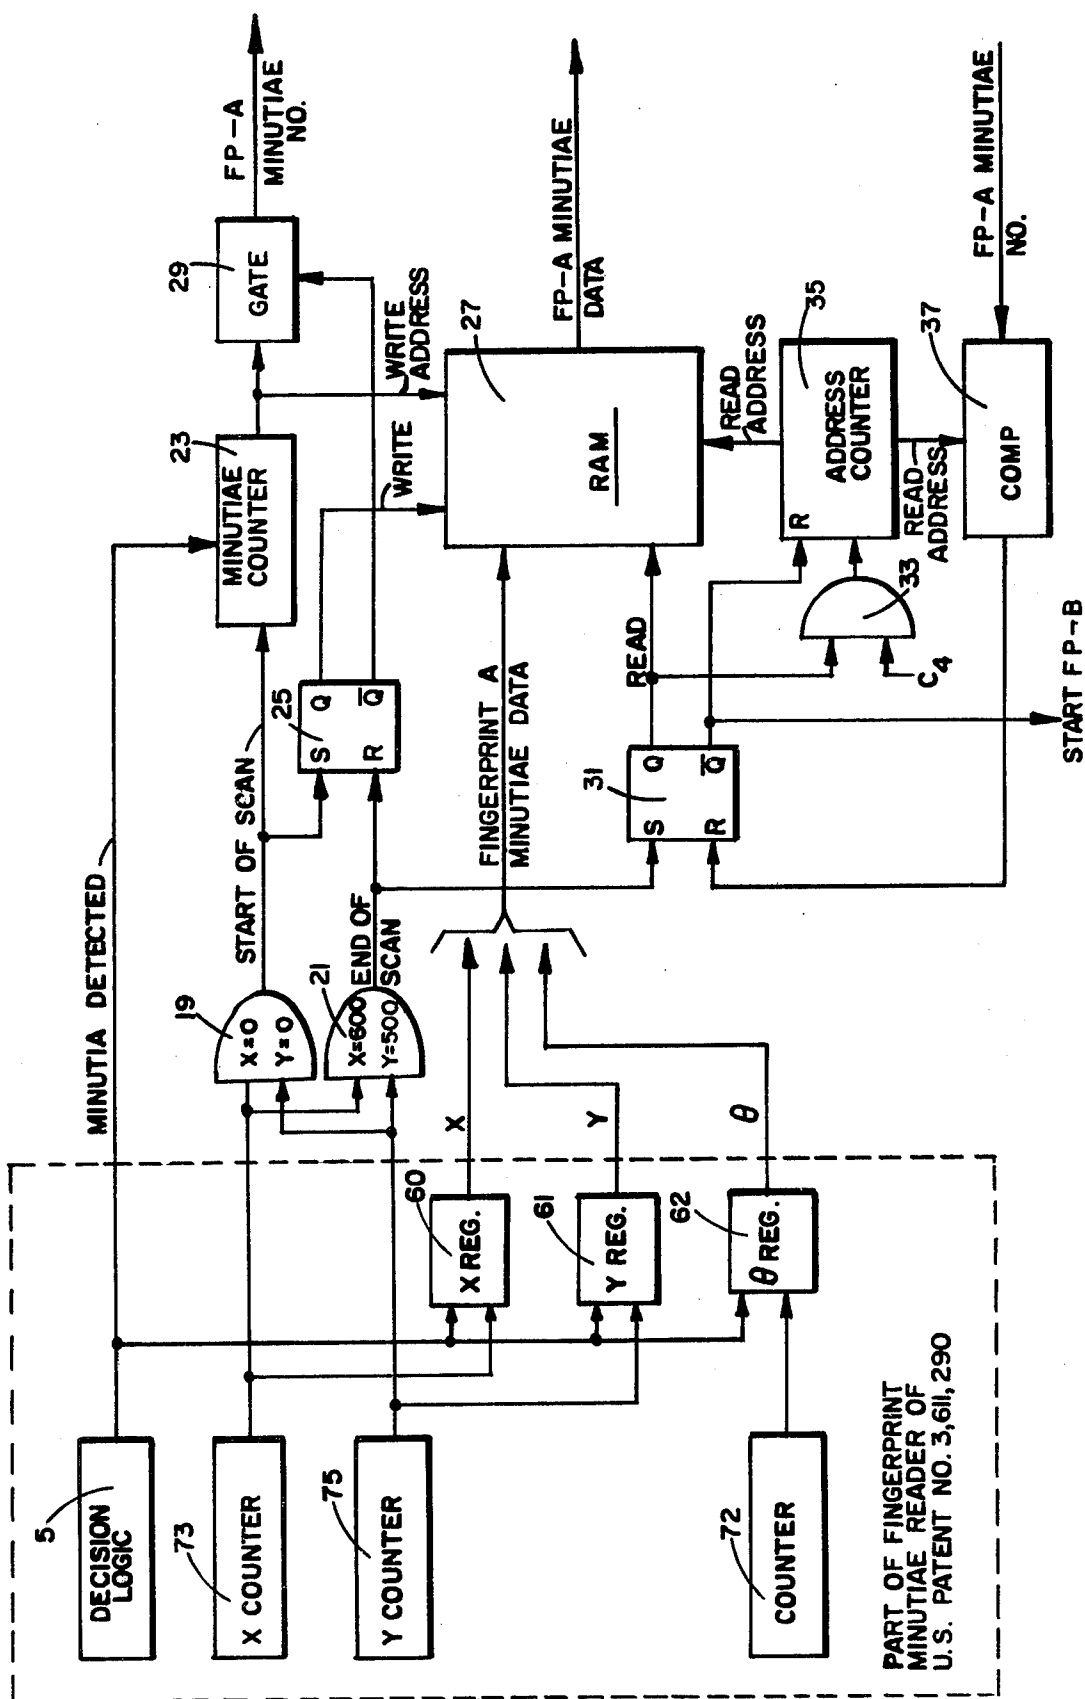 5
DECISION
LOGIC
73
X COUNTER
75
Y COUNTER
72
COUNTER
PART OF FINGERPRINT
MINUTIAE READER OF
U.S. PATENT NO. 3,611,290
60
X REG.
61
Y REG.
62
θ REG.
X
Y
θ
MINUTIA DETECTED
19
X=0
Y=0
START OF SCAN
21
X=600
Y=500
END OF
SCAN
FINGERPRINT A
MINUTIAE DATA
25
S
Q
R
Q̅
23
MINUTIAE
COUNTER
29
GATE
FP-A
MINUTIAE
NO.
WRITE
WRITE
ADDRESS
27
RAM
FP-A MINUTIAE
DATA
31
S
Q
R
Q̅
READ
33
C4
START FP-B
35
R
ADDRESS
COUNTER
READ
ADDRESS
READ
ADDRESS
37
COMP
FP-A MINUTIAE
NO.